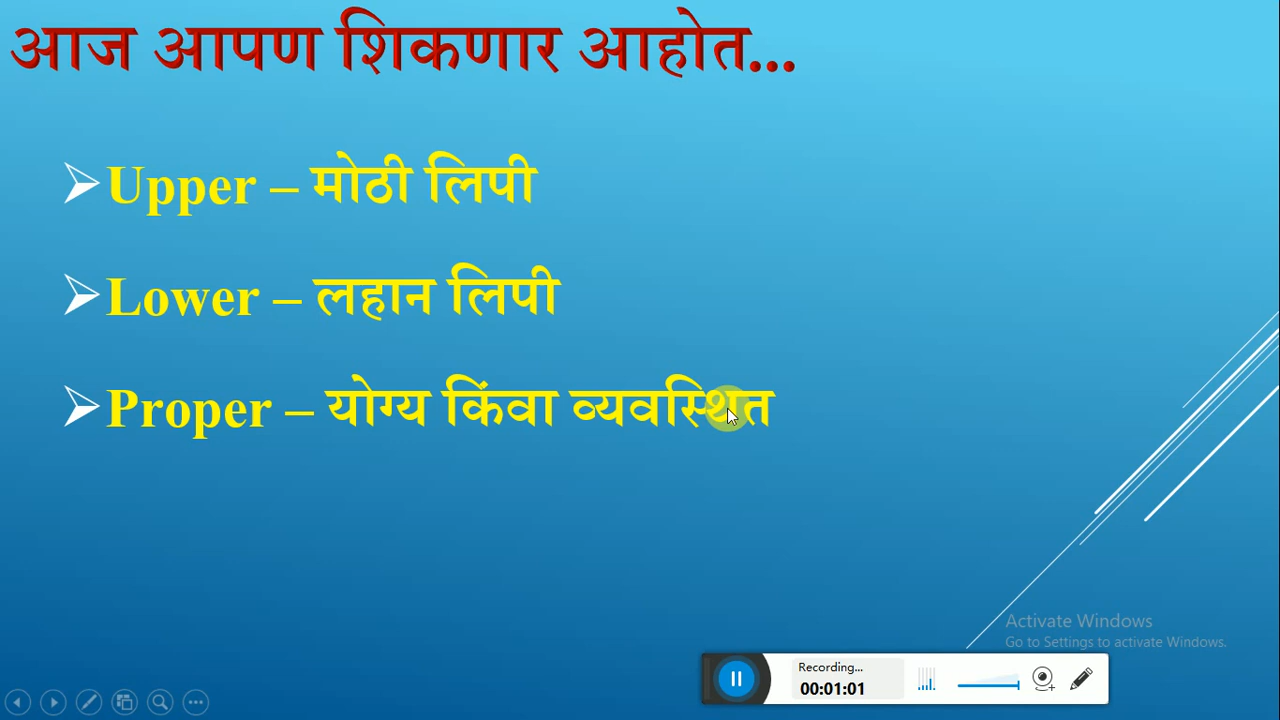 आज आपण शिकणार आहोत...
Upper – मोठी लिपी
Lower – लहान लिपी
Proper – योग्य किंवा व्यवस्थित
Activate Windows
Go to Settings to activate Windows.
Recording...
00:01:01